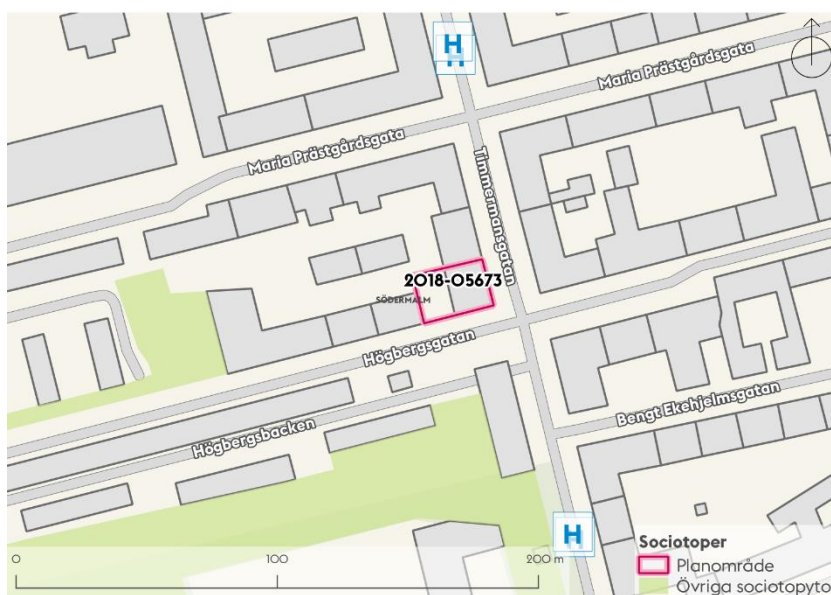 H
H
Maria Prästgårdsgata
Maria Prästgårdsgata
Timmermansgatan
2018-05673
SÖDERMALM
Högbergsgatan
Högbergsbacken
Bengt Ekehjelmsgatan
H
0 100 200 m
Sociotoper
Planområde
Övriga sociotopyto